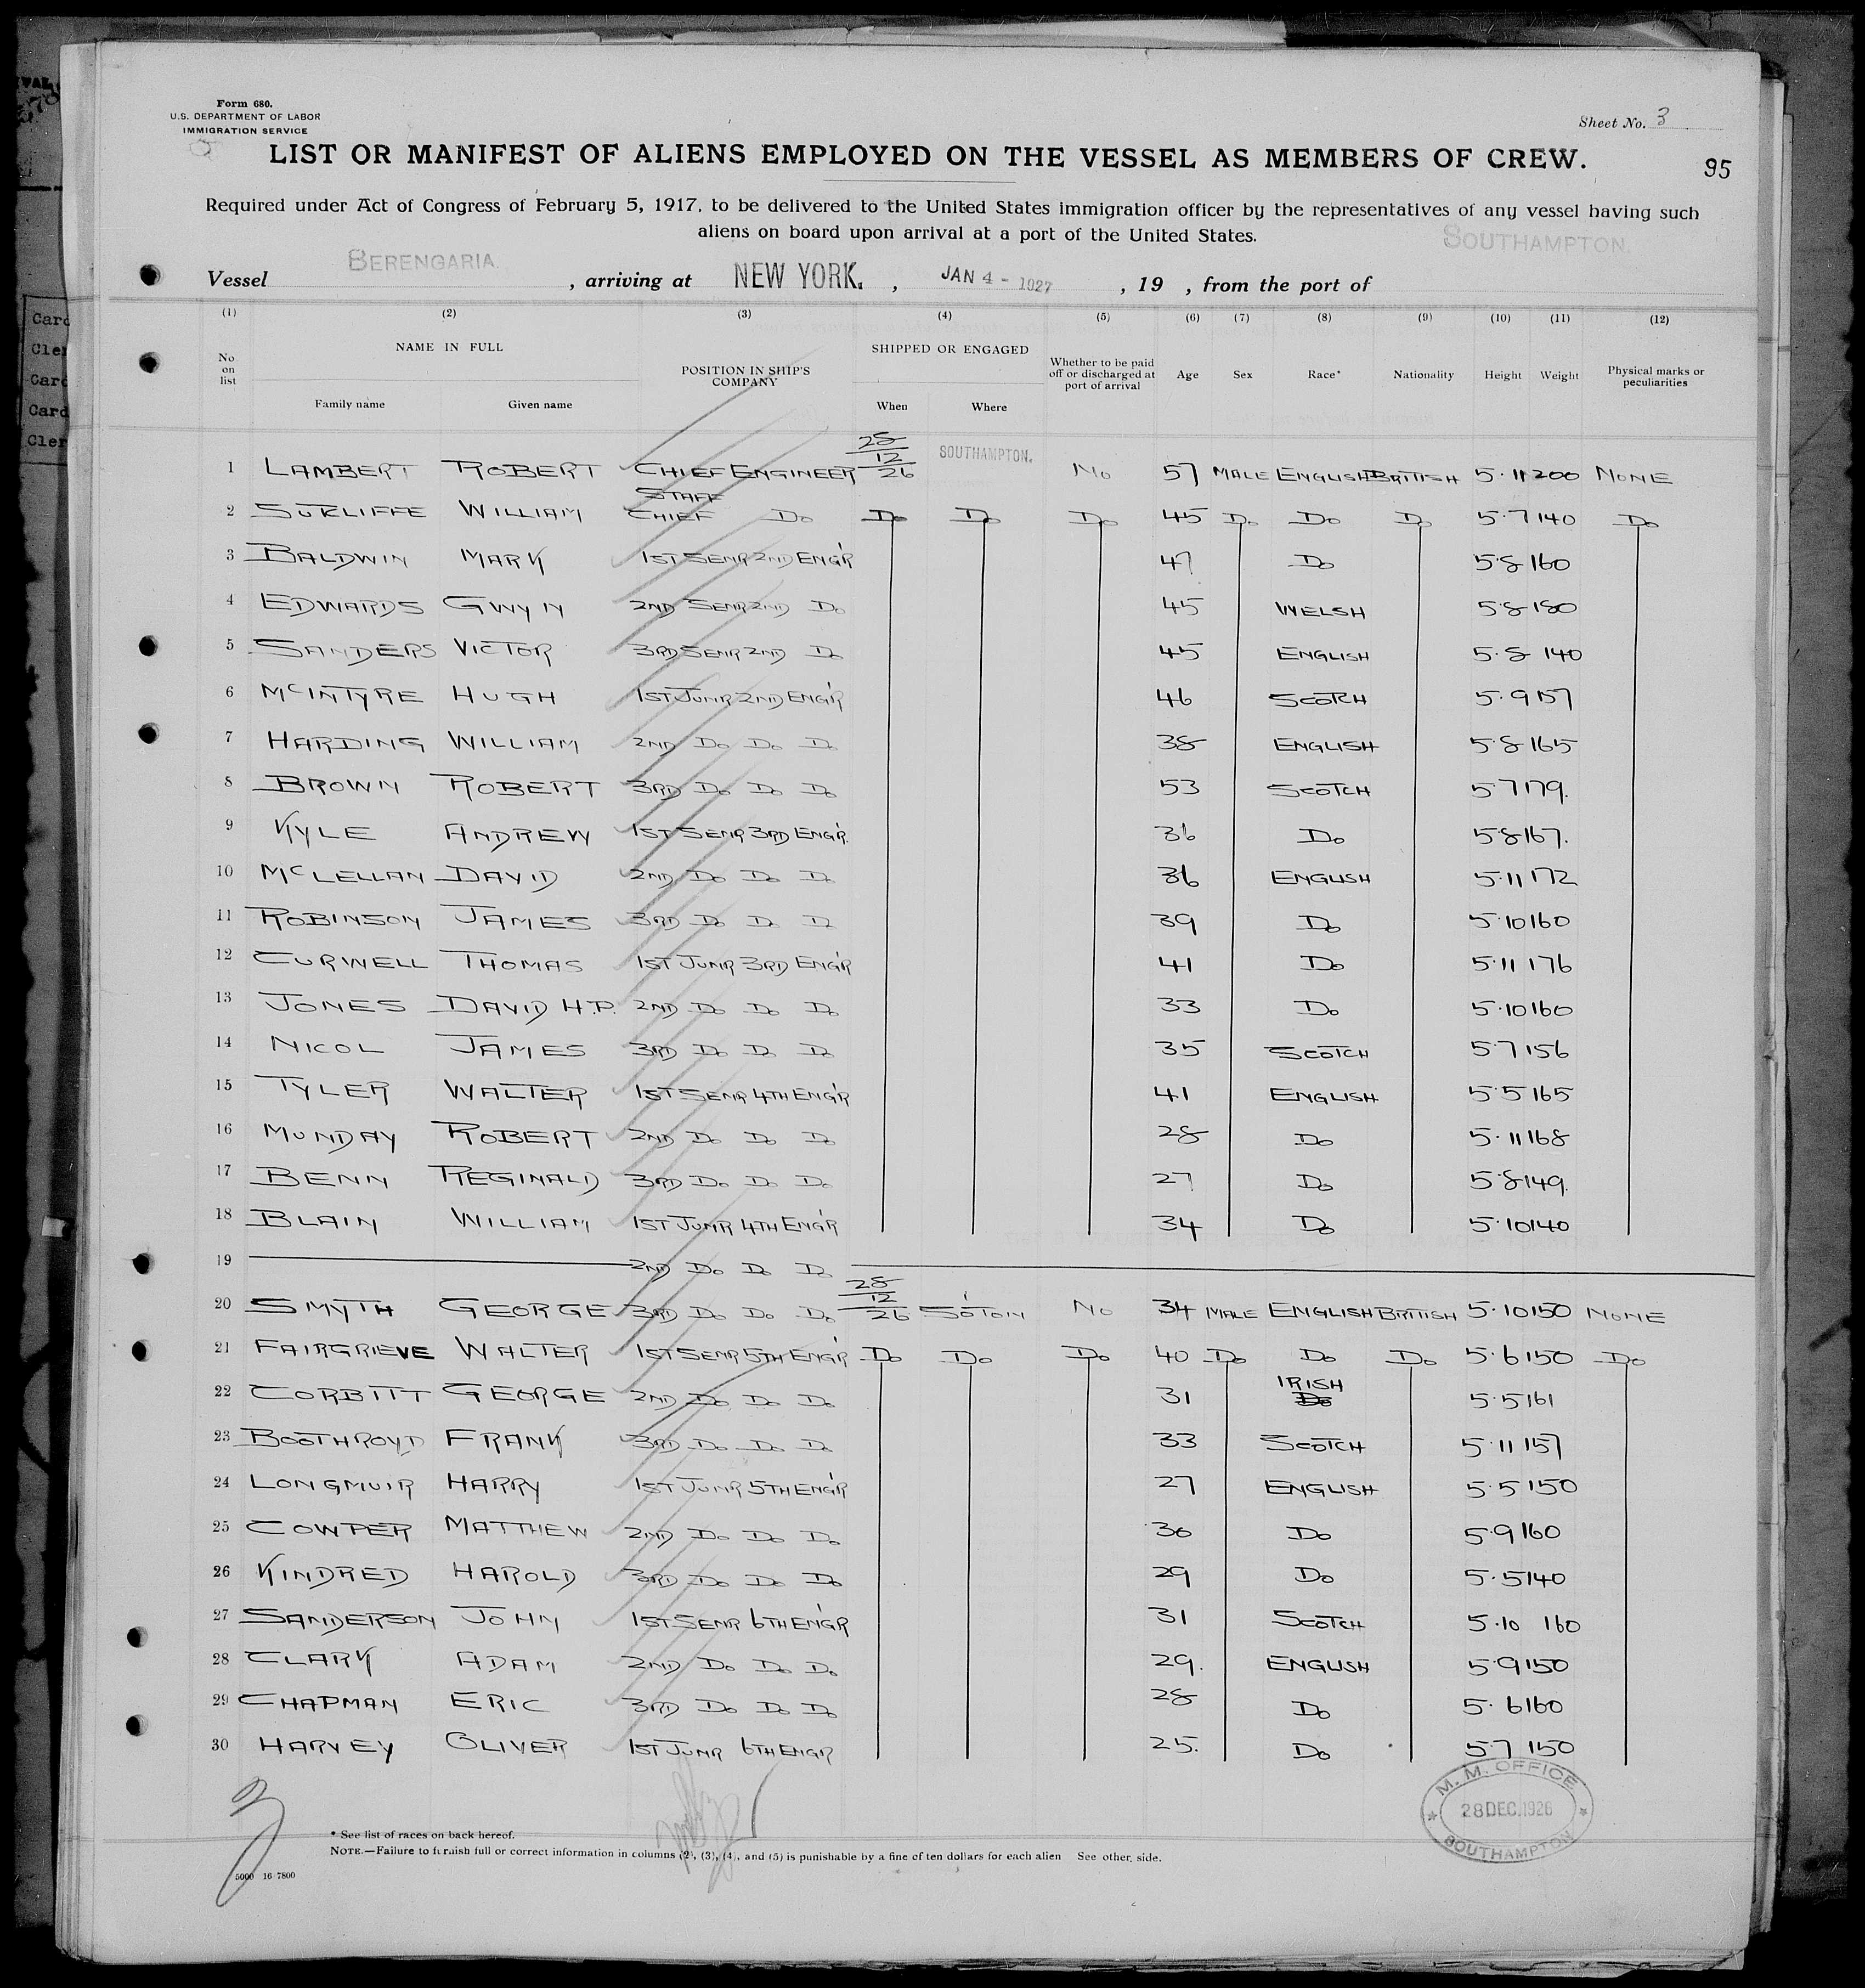 Form 680.
U.S. DEPARTMENT OF LABOR
IMMIGRATION SERVICE
Sheet No. 3
LIST OR MANIFEST OF ALIENS EMPLOYED ON THE VESSEL AS MEMBERS OF CREW.
95
Required under Act of Congress of February 5, 1917, to be delivered to the United States immigration officer by the representatives of any vessel having such
aliens on board upon arrival at a port of the United States.
Vessel BERENGARIA , arriving at NEW YORK. , JAN 4 - 1927 , 19 , from the port of SOUTHAMPTON.
(1) (2) (3) (4) (5) (6) (7) (8) (9) (10) (11) (12)
No on list NAME IN FULL Family name Given name POSITION IN SHIP'S COMPANY SHIPPED OR ENGAGED When Where Whether to be paid off or discharged at port of arrival Age Sex Race* Nationality Height Weight Physical marks or peculiarities
1 LAMBERT ROBERT CHIEF ENGINEER 28/12/26 SOUTHAMPTON. No 57 MALE ENGLISH BRITISH 5.11 200 NONE
2 SUTCLIFFE WILLIAM STAFF CHIEF Do Do Do Do 45 Do Do Do 5.7 140 Do
3 BALDWIN MARK 1ST SENR 2ND ENGR 47 Do 5.8 160
4 EDWARDS GWYN 2ND SENR 2ND Do 45 WELSH 5.8 180
5 SANDERS VICTOR 3RD SENR 2ND Do 45 ENGLISH 5.8 140
6 McINTYRE HUGH 1ST JUNR 2ND ENGR 46 SCOTCH 5.9 157
7 HARDING WILLIAM 2ND Do Do Do 38 ENGLISH 5.8 165
8 BROWN ROBERT 3RD Do Do Do 53 SCOTCH 5.7 179.
9 KYLE ANDREW 1ST SENR 3RD ENGR. 36 Do 5.8 167.
10 McLELLAN DAVID 2ND Do Do Do 36 ENGLISH 5.11 172
11 ROBINSON JAMES 3RD Do Do Do 39 Do 5.10 160
12 CURWELL THOMAS 1ST JUNR 3RD ENGR 41 Do 5.11 176
13 JONES DAVID H.P. 2ND Do Do Do 33 Do 5.10 160
14 NICOL JAMES 3RD Do Do Do 35 SCOTCH 5.7 156
15 TYLER WALTER 1ST SENR 4TH ENGR 41 ENGLISH 5.5 165
16 MUNDAY ROBERT 2ND Do Do Do 28 Do 5.11 168
17 BENN REGINALD 3RD Do Do Do 27 Do 5.8 149.
18 BLAIN WILLIAM 1ST JUNR 4TH ENGR 34 Do 5.10 140
19 2ND Do Do Do
20 SMYTH GEORGE 3RD Do Do Do 28/12/26 SOTON No 34 MALE ENGLISH BRITISH 5.10 150 NONE
21 FAIRGRIEVE WALTER 1ST SENR 5TH ENGR Do Do Do 40 Do Do Do 5.6 150 Do
22 CORBITT GEORGE 2ND Do Do Do 31 IRISH Do 5.5 161
23 BOOTHROYD FRANK 3RD Do Do Do 33 SCOTCH 5.11 157
24 LONGMUIR HARRY 1ST JUNR 5TH ENGR 27 ENGLISH 5.5 150
25 COWPER MATTHEW 2ND Do Do Do 30 Do 5.9 160
26 KINDRED HAROLD 3RD Do Do Do 29 Do 5.5 140
27 SANDERSON JOHN 1ST SENR 6TH ENGR 31 SCOTCH 5.10 160
28 CLARK ADAM 2ND Do Do Do 29. ENGLISH 5.9 150
29 CHAPMAN ERIC 3RD Do Do Do 28 Do 5.6 160
30 HARVEY OLIVER 1ST JUNR 6TH ENGR 25. Do 5.7 150
M. M. OFFICE
28 DEC. 1926
SOUTHAMPTON
* See list of races on back hereof.
NOTE.—Failure to furnish full or correct information in columns (2), (3), (4), and (5) is punishable by a fine of ten dollars for each alien See other side.
5000 16-7800